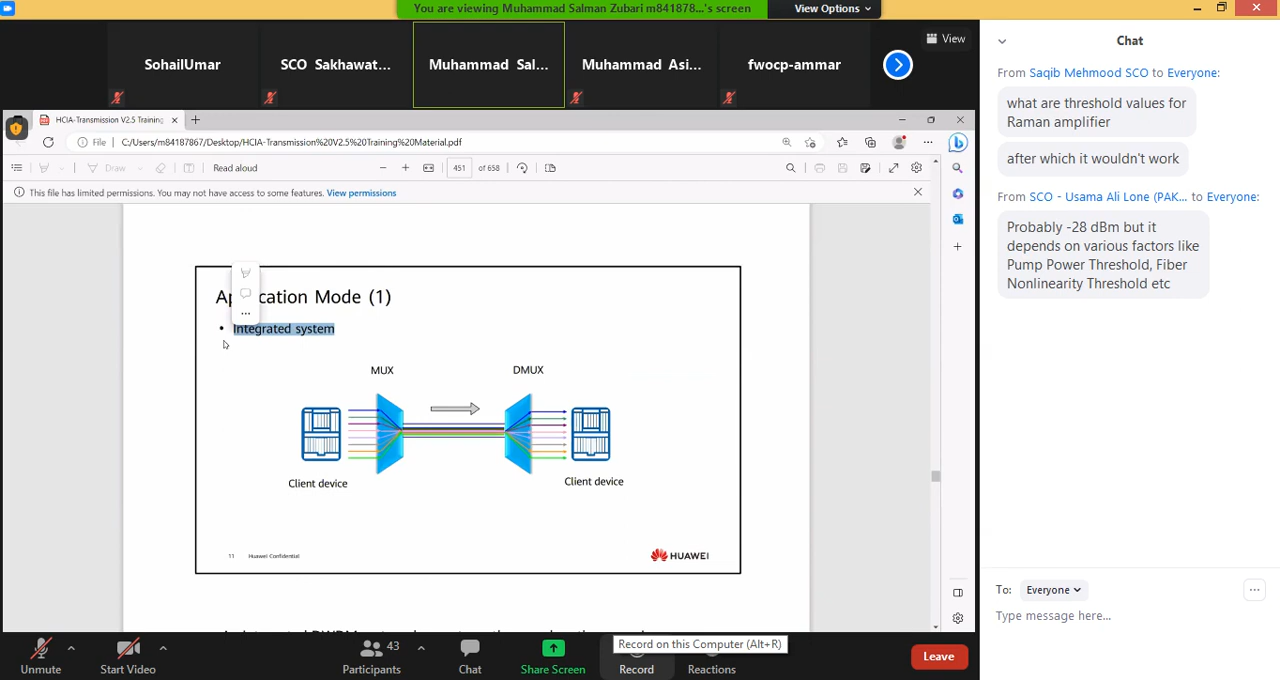 You are viewing Muhammad Salman Zubari m841878...'s screen
View Options
SohailUmar
SCO Sakhawat...
Muhammad Sal...
Muhammad Asi...
fwocp-ammar
View
HCIA-Transmission V2.5 Training
File
C:/Users/m84187867/Desktop/HCIA-Transmission%20V2.5%20Training%20Material.pdf
Draw
Read aloud
451
of 658
This file has limited permissions. You may not have access to some features. View permissions
Application Mode (1)
• Integrated system
MUX
DMUX
Client device
Client device
11 Huawei Confidential
HUAWEI
Chat
From Saqib Mehmood SCO to Everyone:
what are threshold values for
Raman amplifier
after which it wouldn't work
From SCO - Usama Ali Lone (PAK... to Everyone:
Probably -28 dBm but it
depends on various factors like
Pump Power Threshold, Fiber
Nonlinearity Threshold etc
To: Everyone
Type message here...
Record on this Computer (Alt+R)
Unmute
Start Video
43
Participants
Chat
Share Screen
Record
Reactions
Leave